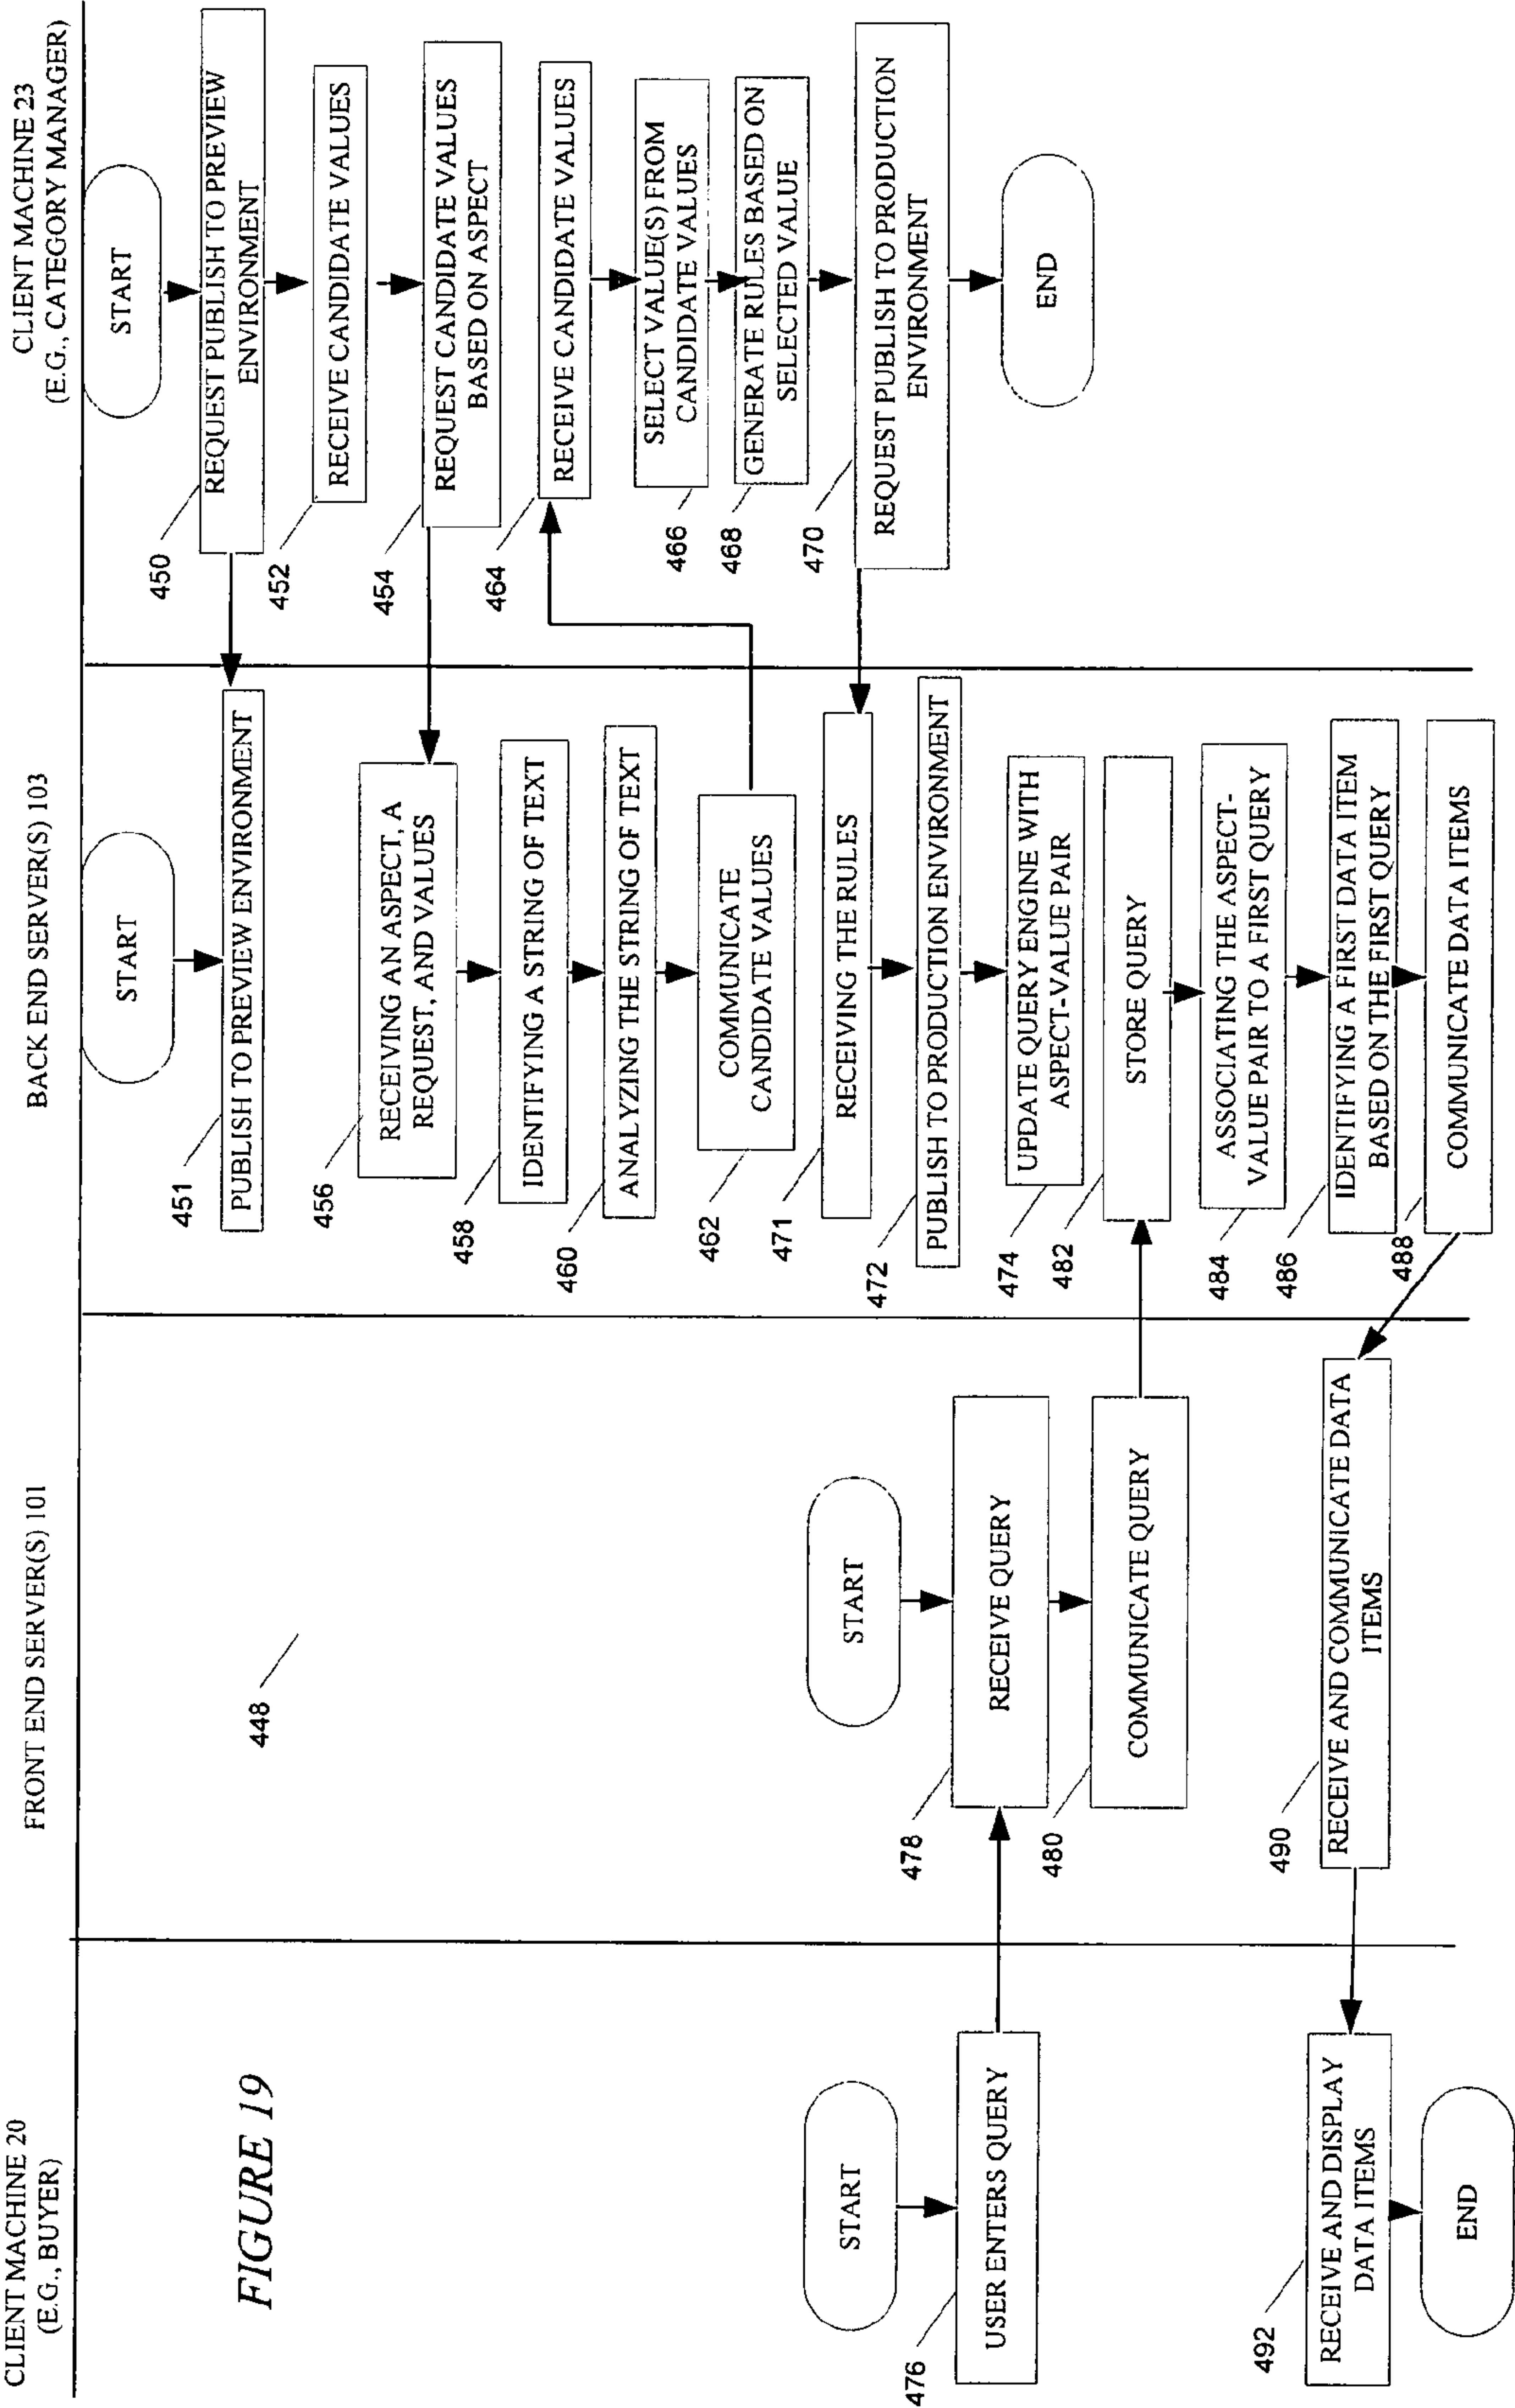 CLIENT MACHINE 20
(E.G., BUYER)
FIGURE 19
START
476
USER ENTERS QUERY
492
RECEIVE AND DISPLAY
DATA ITEMS
END
FRONT END SERVER(S) 101
448
START
478
RECEIVE QUERY
480
COMMUNICATE QUERY
490
RECEIVE AND COMMUNICATE DATA
ITEMS
BACK END SERVER(S) 103
START
451
PUBLISH TO PREVIEW ENVIRONMENT
456
RECEIVING AN ASPECT, A
REQUEST, AND VALUES
458
IDENTIFYING A STRING OF TEXT
460
ANALYZING THE STRING OF TEXT
462
COMMUNICATE
CANDIDATE VALUES
471
RECEIVING THE RULES
472
PUBLISH TO PRODUCTION ENVIRONMENT
474
UPDATE QUERY ENGINE WITH
ASPECT-VALUE PAIR
482
STORE QUERY
484
ASSOCIATING THE ASPECT-
VALUE PAIR TO A FIRST QUERY
486
IDENTIFYING A FIRST DATA ITEM
BASED ON THE FIRST QUERY
488
COMMUNICATE DATA ITEMS
CLIENT MACHINE 23
(E.G., CATEGORY MANAGER)
START
450
REQUEST PUBLISH TO PREVIEW
ENVIRONMENT
452
RECEIVE CANDIDATE VALUES
454
REQUEST CANDIDATE VALUES
BASED ON ASPECT
464
RECEIVE CANDIDATE VALUES
466
SELECT VALUE(S) FROM
CANDIDATE VALUES
468
GENERATE RULES BASED ON
SELECTED VALUE
470
REQUEST PUBLISH TO PRODUCTION
ENVIRONMENT
END